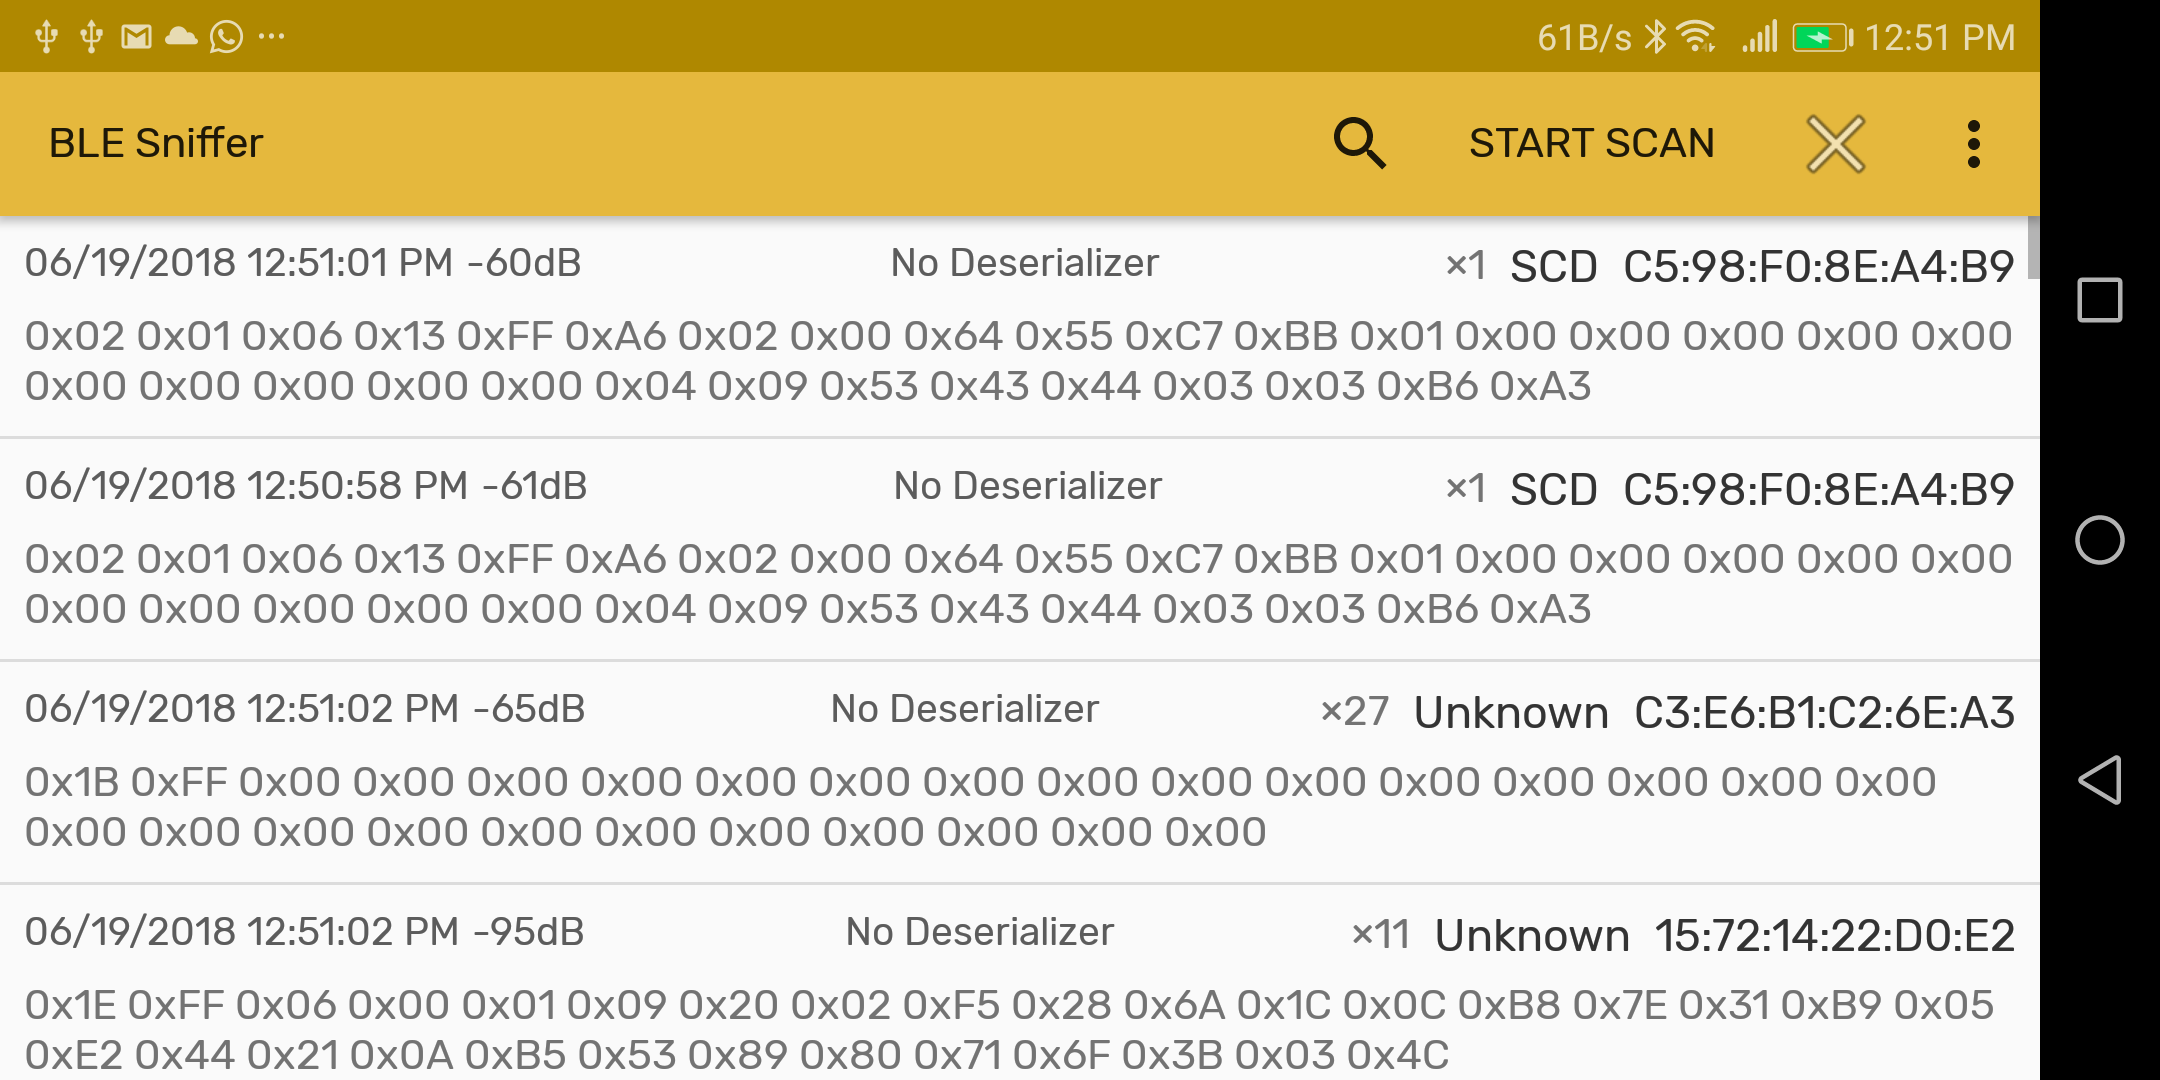 61B/s 12:51 PM
BLE Sniffer START SCAN
06/19/2018 12:51:01 PM -60dB No Deserializer ×1 SCD C5:98:F0:8E:A4:B9
0x02 0x01 0x06 0x13 0xFF 0xA6 0x02 0x00 0x64 0x55 0xC7 0xBB 0x01 0x00 0x00 0x00 0x00 0x00
0x00 0x00 0x00 0x00 0x00 0x04 0x09 0x53 0x43 0x44 0x03 0x03 0xB6 0xA3
06/19/2018 12:50:58 PM -61dB No Deserializer ×1 SCD C5:98:F0:8E:A4:B9
0x02 0x01 0x06 0x13 0xFF 0xA6 0x02 0x00 0x64 0x55 0xC7 0xBB 0x01 0x00 0x00 0x00 0x00 0x00
0x00 0x00 0x00 0x00 0x00 0x04 0x09 0x53 0x43 0x44 0x03 0x03 0xB6 0xA3
06/19/2018 12:51:02 PM -65dB No Deserializer ×27 Unknown C3:E6:B1:C2:6E:A3
0x1B 0xFF 0x00 0x00 0x00 0x00 0x00 0x00 0x00 0x00 0x00 0x00 0x00 0x00 0x00 0x00 0x00
0x00 0x00 0x00 0x00 0x00 0x00 0x00 0x00 0x00 0x00 0x00
06/19/2018 12:51:02 PM -95dB No Deserializer ×11 Unknown 15:72:14:22:D0:E2
0x1E 0xFF 0x06 0x00 0x01 0x09 0x20 0x02 0xF5 0x28 0x6A 0x1C 0x0C 0xB8 0x7E 0x31 0xB9 0x05
0xE2 0x44 0x21 0x0A 0xB5 0x53 0x89 0x80 0x71 0x6F 0x3B 0x03 0x4C